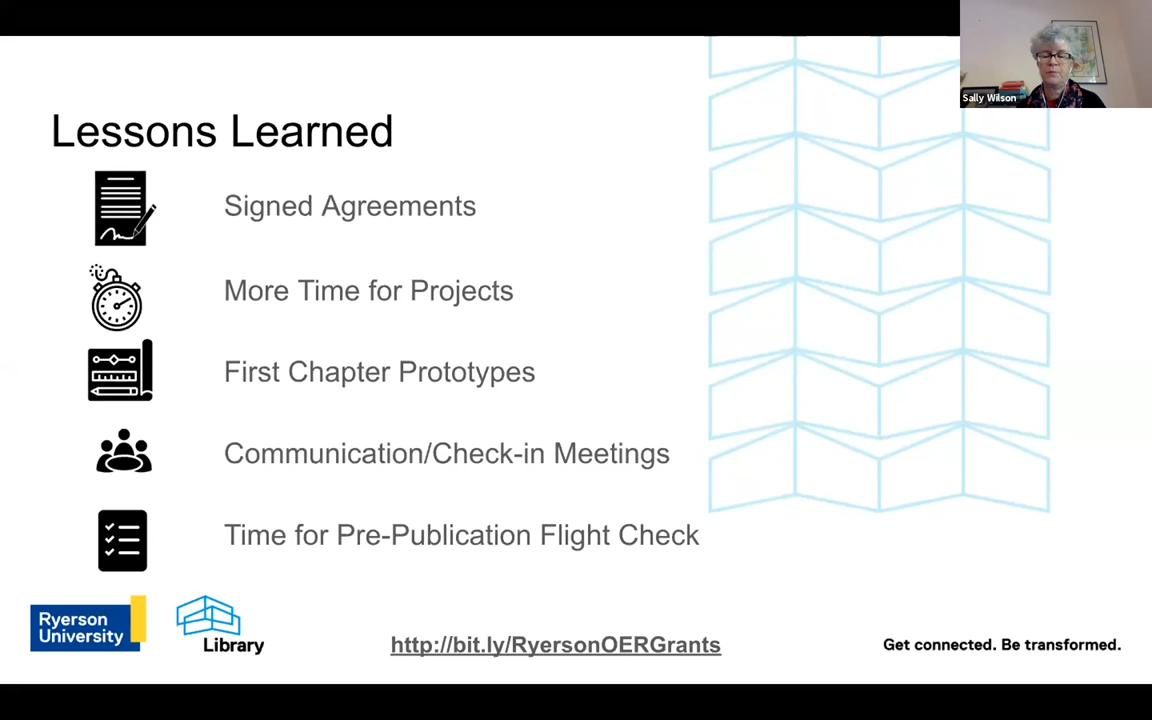 Sally Wilson
Lessons Learned
Signed Agreements
More Time for Projects
First Chapter Prototypes
Communication/Check-in Meetings
Time for Pre-Publication Flight Check
Ryerson
University
Library
http://bit.ly/RyersonOERGrants
Get connected. Be transformed.